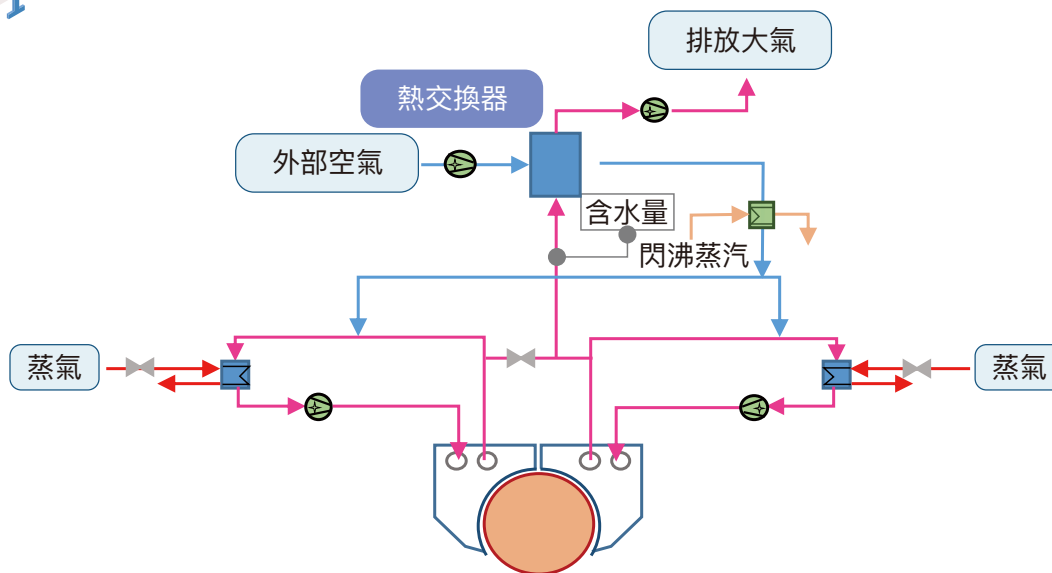 排放大氣
熱交換器
外部空氣
含水量
閃沸蒸汽
蒸氣
蒸氣